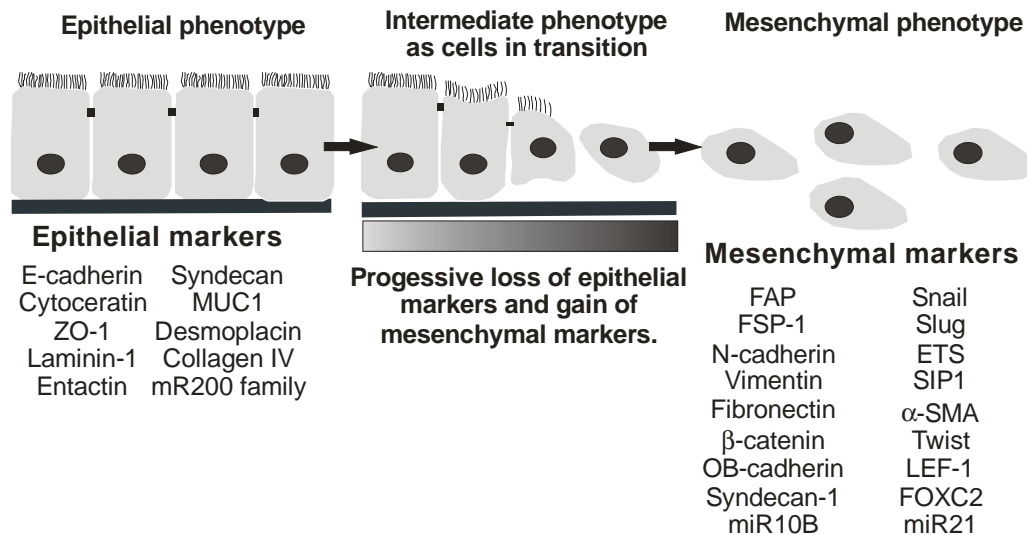 Epithelial phenotype
Intermediate phenotype
as cells in transition
Mesenchymal phenotype
Epithelial markers
E-cadherin Syndecan
Cytoceratin MUC1
ZO-1 Desmoplacin
Laminin-1 Collagen IV
Entactin mR200 family
Progessive loss of epithelial
markers and gain of
mesenchymal markers.
Mesenchymal markers
FAP Snail
FSP-1 Slug
N-cadherin ETS
Vimentin SIP1
Fibronectin α-SMA
β-catenin Twist
OB-cadherin LEF-1
Syndecan-1 FOXC2
miR10B miR21